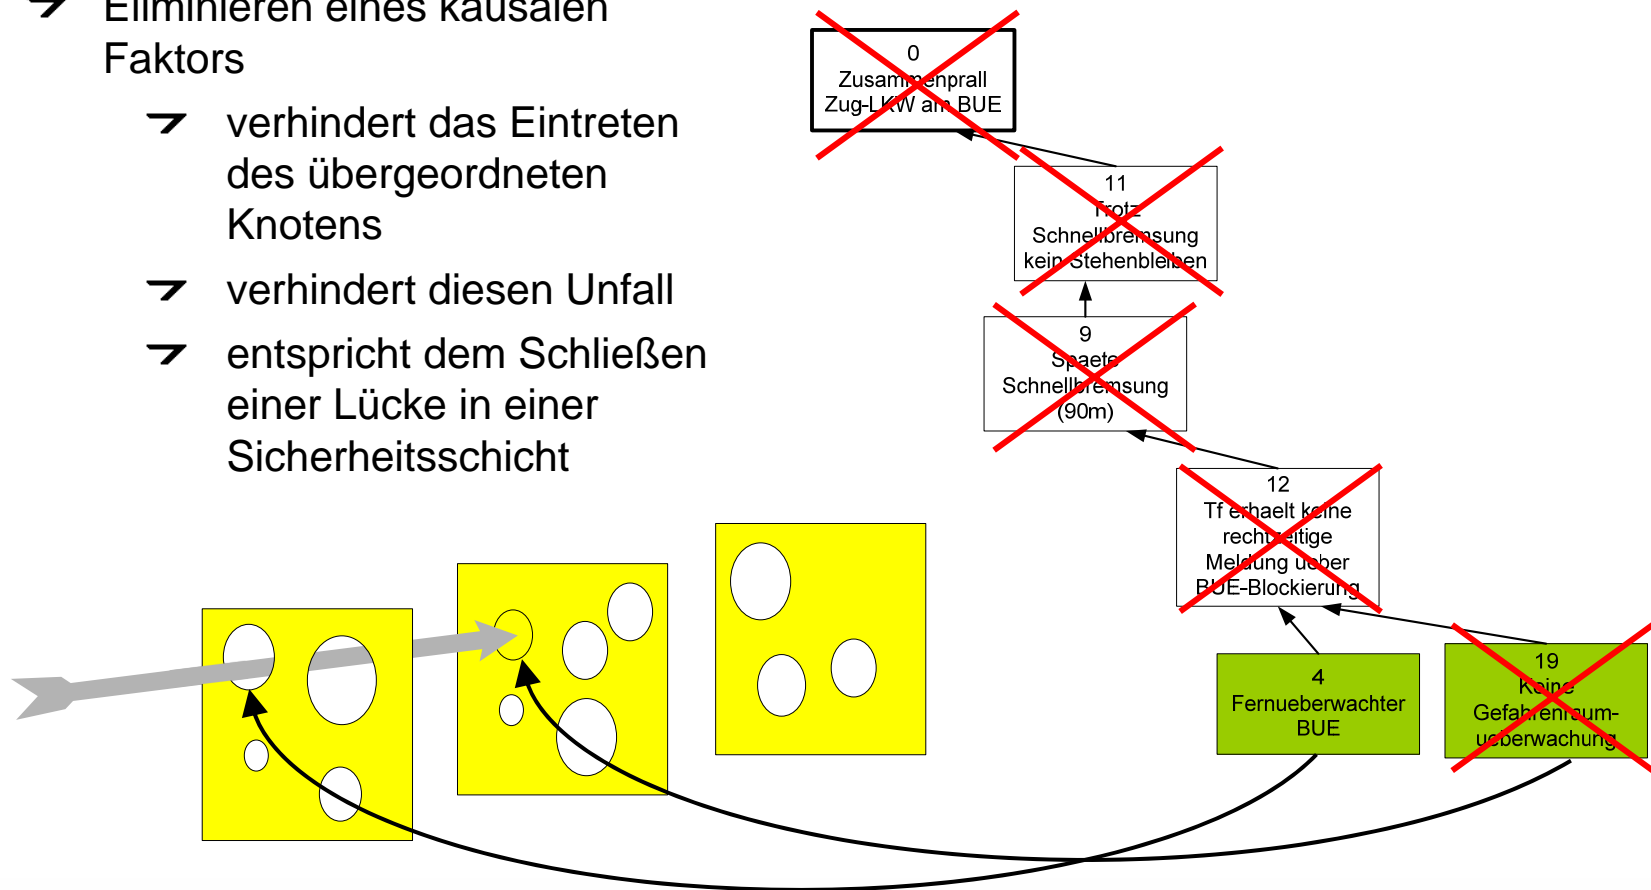 Eliminieren eines kausalen
Faktors
verhindert das Eintreten
des übergeordneten
Knotens
verhindert diesen Unfall
entspricht dem Schließen
einer Lücke in einer
Sicherheitsschicht
0
Zusammenprall
Zug-LKW am BUE
11
Trotz
Schnellbremsung
kein Stehenbleiben
9
Spaete
Schnellbremsung
(90m)
12
Tf erhaelt keine
rechtzeitige
Meldung ueber
BUE-Blockierung
4
Fernueberwachter
BUE
19
Keine
Gefahrenraum-
ueberwachung